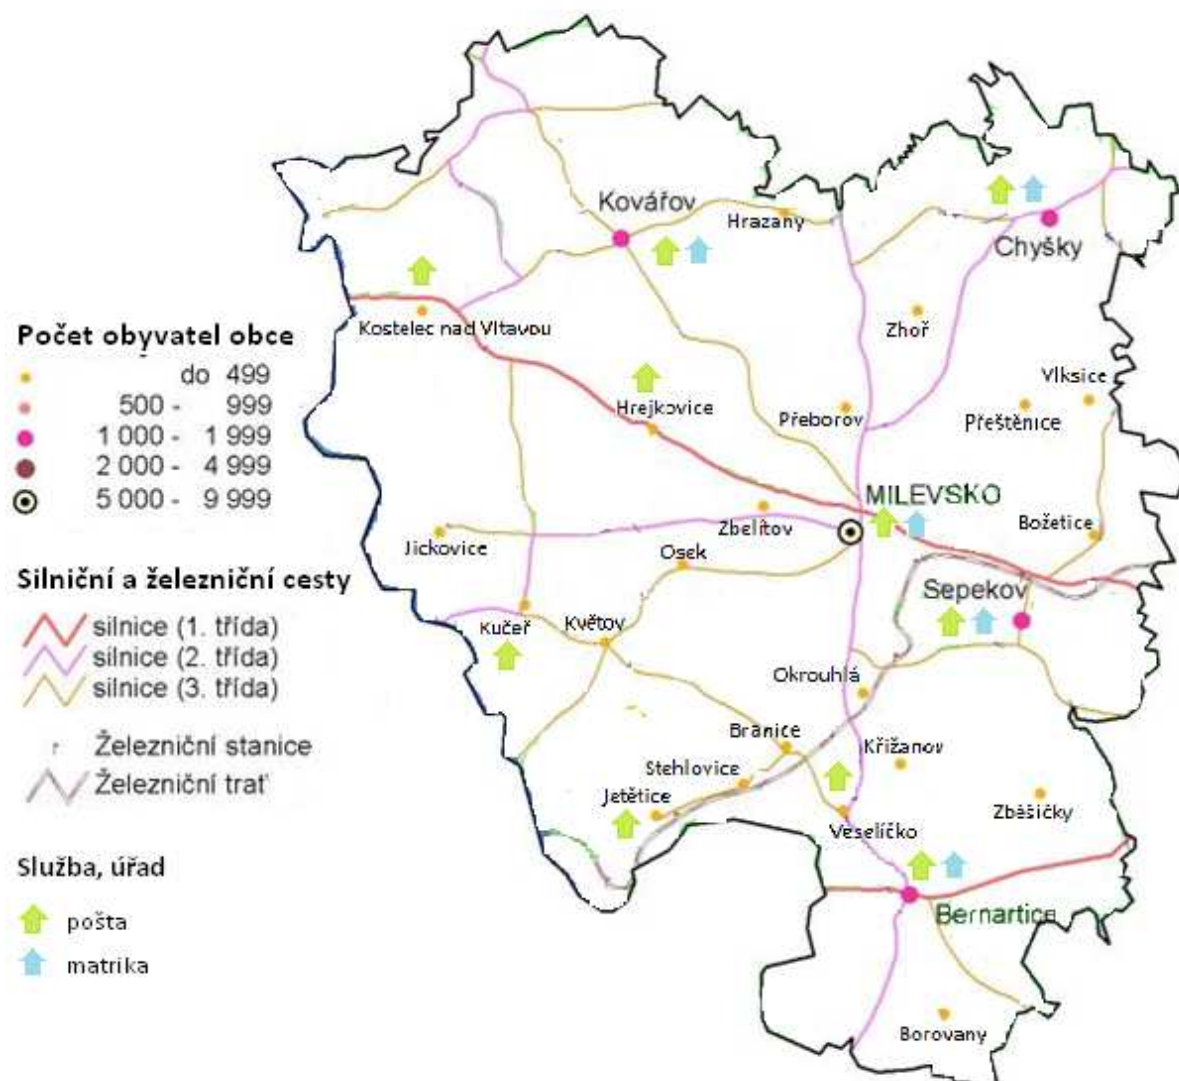 Kovářov
Hrazany
Chyšky
Kostelec nad Vltavou
Zhoř
Počet obyvatel obce
do 499
500 - 999
1 000 - 1 999
2 000 - 4 999
5 000 - 9 999
Vlksice
Hrejkovice
Přeborov
Přeštěnice
MILEVSKO
Zbelítov
Božetice
Jickovice
Osek
Silniční a železniční cesty
silnice (1. třída)
silnice (2. třída)
silnice (3. třída)
Železniční stanice
Železniční trať
Sepekov
Kučeř
Květov
Okrouhlá
Branice
Křižanov
Stehlovice
Jetětice
Zběšičky
Veselíčko
Služba, úřad
pošta
matrika
Bernartice
Borovany